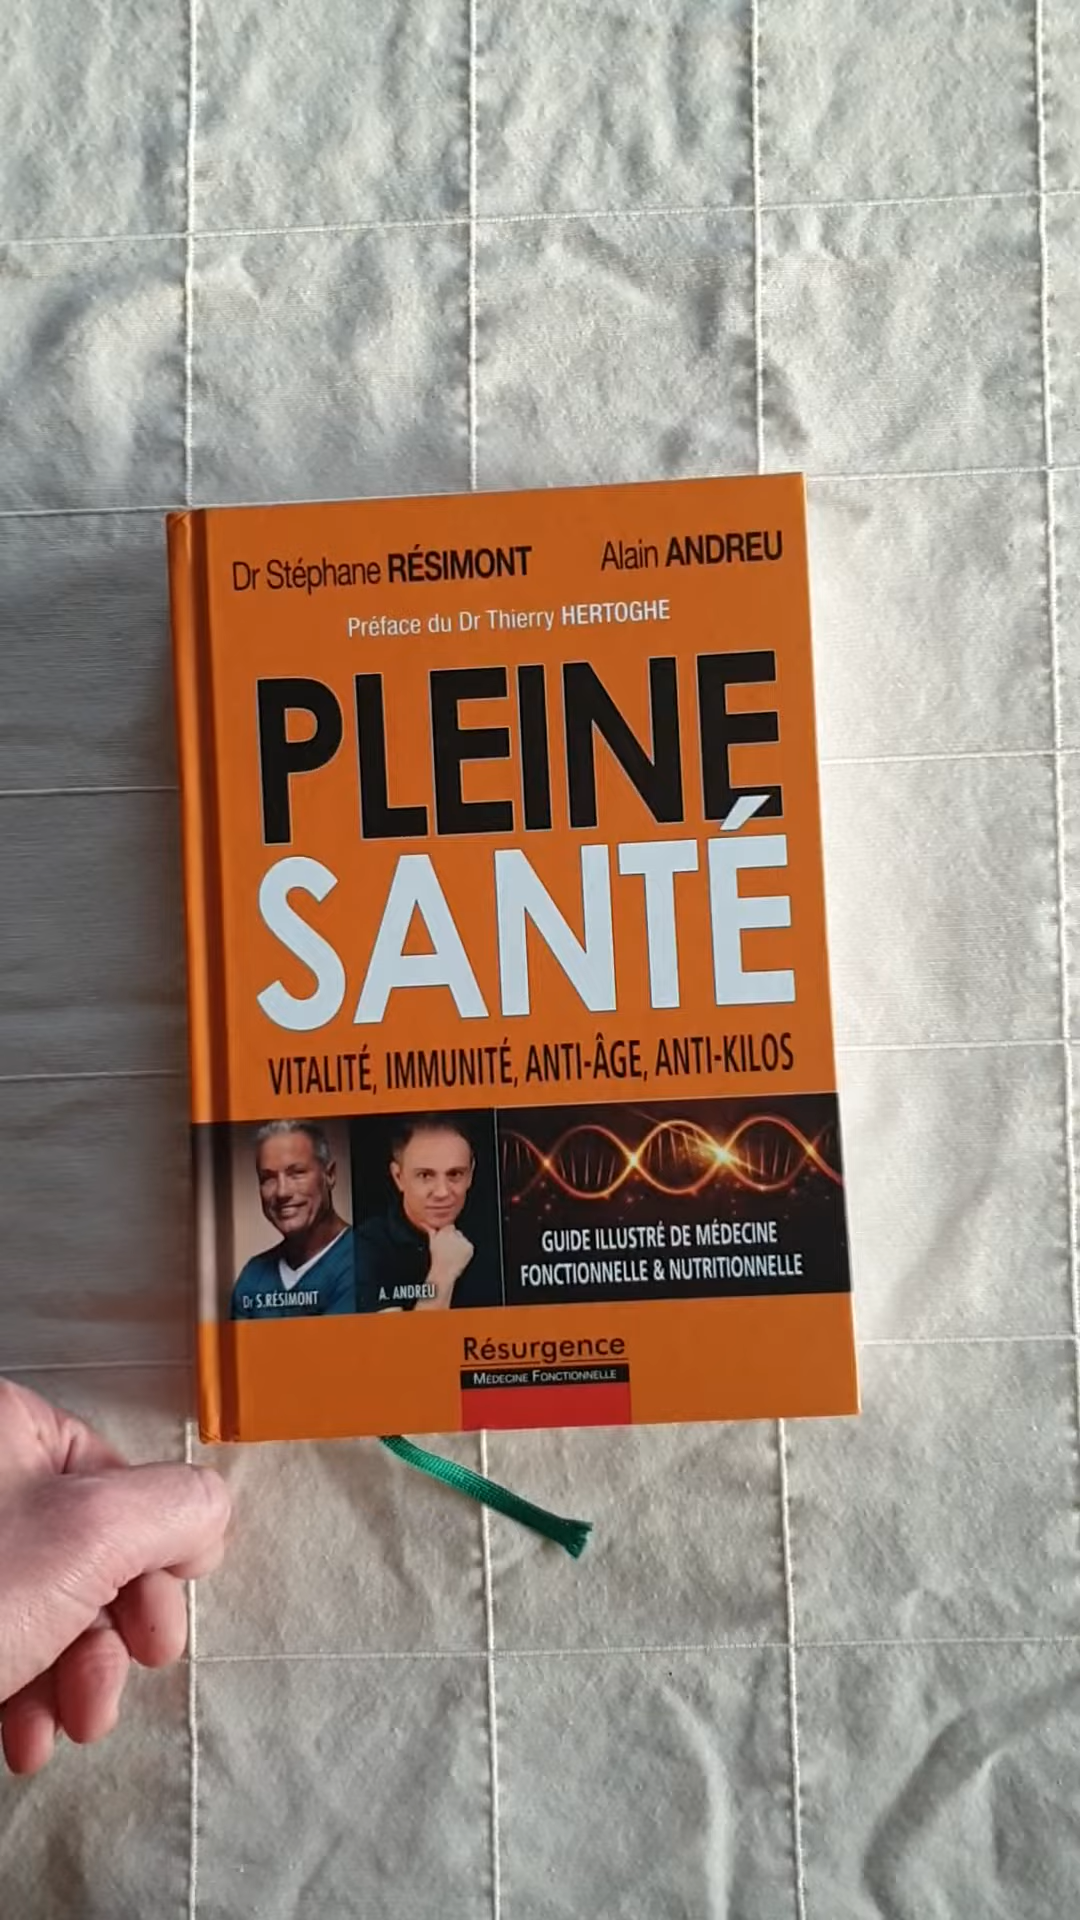 Dr Stéphane RÉSIMONT Alain ANDREU
Préface du Dr Thierry HERTOGHE
PLEINE
SANTÉ
VITALITÉ, IMMUNITÉ, ANTI-ÂGE, ANTI-KILOS
Dr S.RÉSIMONT
A. ANDREU
GUIDE ILLUSTRÉ DE MÉDECINE
FONCTIONNELLE & NUTRITIONNELLE
Résurgence
MÉDECINE FONCTIONNELLE